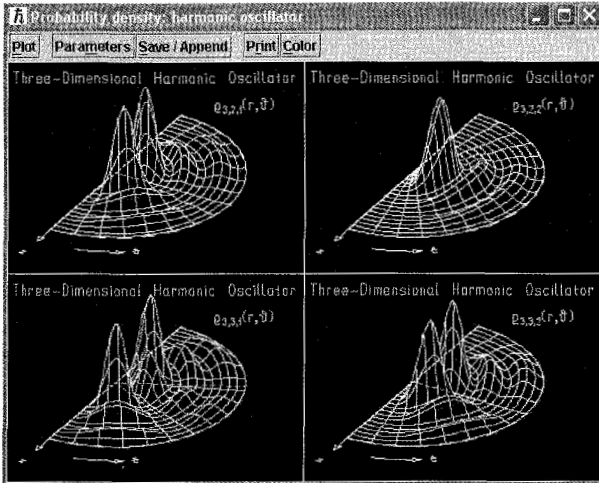 ħ Probability density: harmonic oscillator
Plot Parameters Save / Append Print Color
Three-Dimensional Harmonic Oscillator
ϱ3,2,1(r,ϑ)
Three-Dimensional Harmonic Oscillator
ϱ3,2,2(r,ϑ)
Three-Dimensional Harmonic Oscillator
ϱ3,3,1(r,ϑ)
Three-Dimensional Harmonic Oscillator
ϱ3,3,2(r,ϑ)